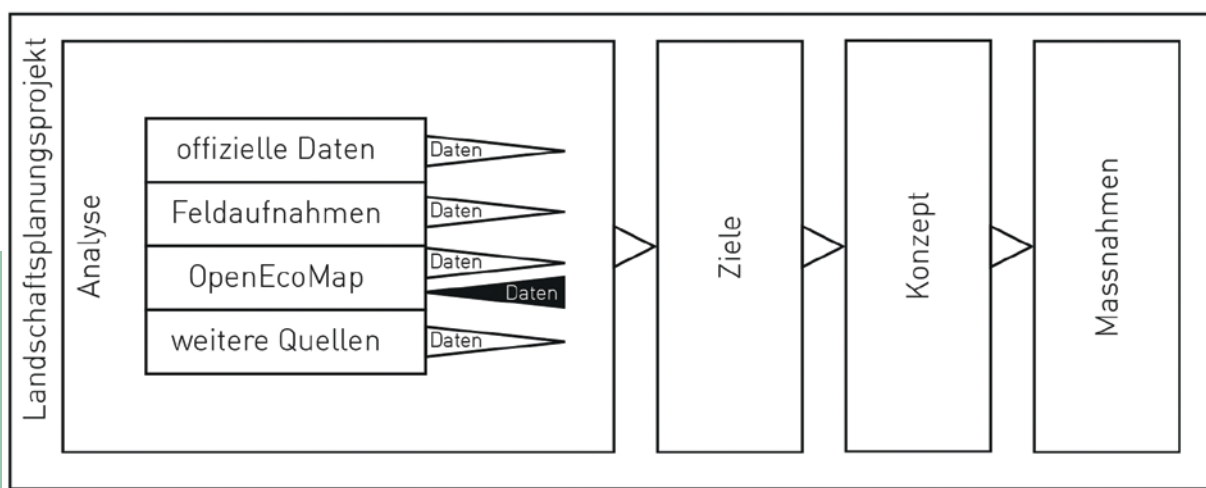 Landschaftsplanungsprojekt
Analyse
offizielle Daten
Daten
Feldaufnahmen
Daten
OpenEcoMap
Daten
Daten
weitere Quellen
Daten
Ziele
Konzept
Massnahmen